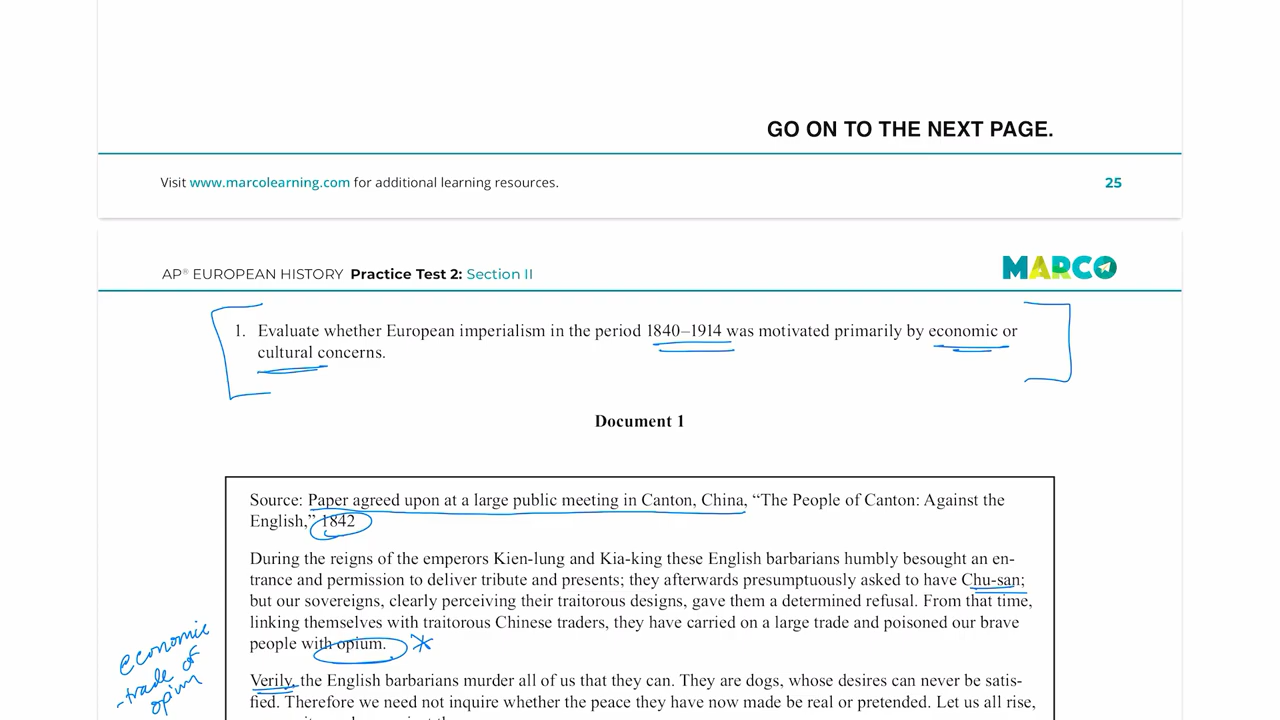 GO ON TO THE NEXT PAGE.
Visit www.marcolearning.com for additional learning resources.
25
AP® EUROPEAN HISTORY Practice Test 2: Section II
MARCO
1. Evaluate whether European imperialism in the period 1840–1914 was motivated primarily by economic or
cultural concerns.
Document 1
Source: Paper agreed upon at a large public meeting in Canton, China, “The People of Canton: Against the
English,” 1842
During the reigns of the emperors Kien-lung and Kia-king these English barbarians humbly besought an en-
trance and permission to deliver tribute and presents; they afterwards presumptuously asked to have Chu-san;
but our sovereigns, clearly perceiving their traitorous designs, gave them a determined refusal. From that time,
linking themselves with traitorous Chinese traders, they have carried on a large trade and poisoned our brave
people with opium.
economic
-trade of
opium
Verily, the English barbarians murder all of us that they can. They are dogs, whose desires can never be satis-
fied. Therefore we need not inquire whether the peace they have now made be real or pretended. Let us all rise,